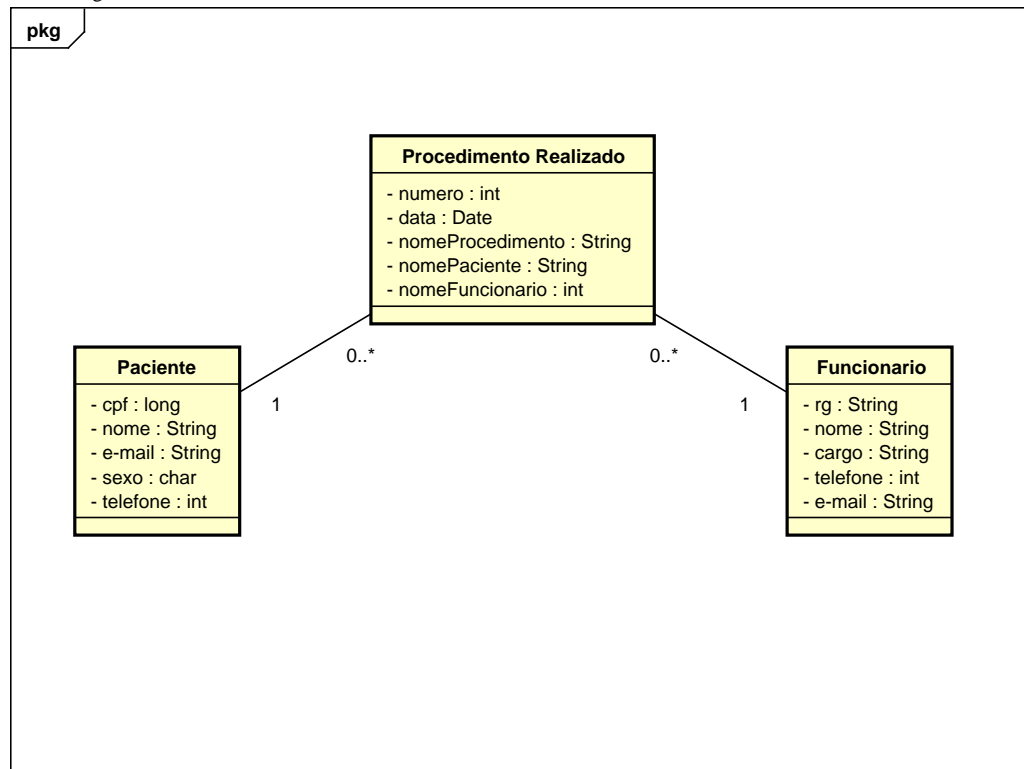 pkg
Procedimento Realizado
- numero : int
- data : Date
- nomeProcedimento : String
- nomePaciente : String
- nomeFuncionario : int
0..*
0..*
Paciente
- cpf : long
- nome : String
- e-mail : String
- sexo : char
- telefone : int
1
1
Funcionario
- rg : String
- nome : String
- cargo : String
- telefone : int
- e-mail : String